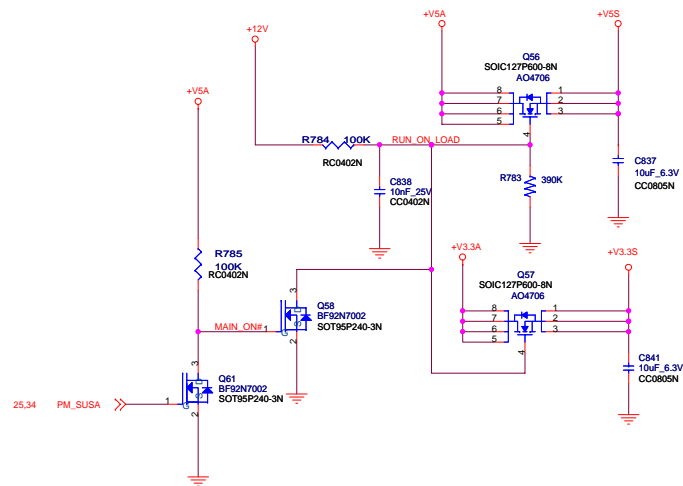 +V5A
+V5S
+12V
Q56
SOIC127P600-8N
AO4706
8
7
6
5
1
2
3
4
+V5A
R784
100K
RC0402N
RUN_ON_LOAD
C837
10uF_6.3V
CC0805N
C838
10nF_25V
CC0402N
R783
390K
R785
100K
RC0402N
+V3.3A
+V3.3S
Q57
SOIC127P600-8N
AO4706
8
7
6
5
1
2
3
4
3
Q58
BF92N7002
SOT95P240-3N
MAIN_ON#
1
G
S
2
C841
10uF_6.3V
CC0805N
3
Q61
BF92N7002
SOT95P240-3N
25,34
PM_SUSA
1
G
S
2